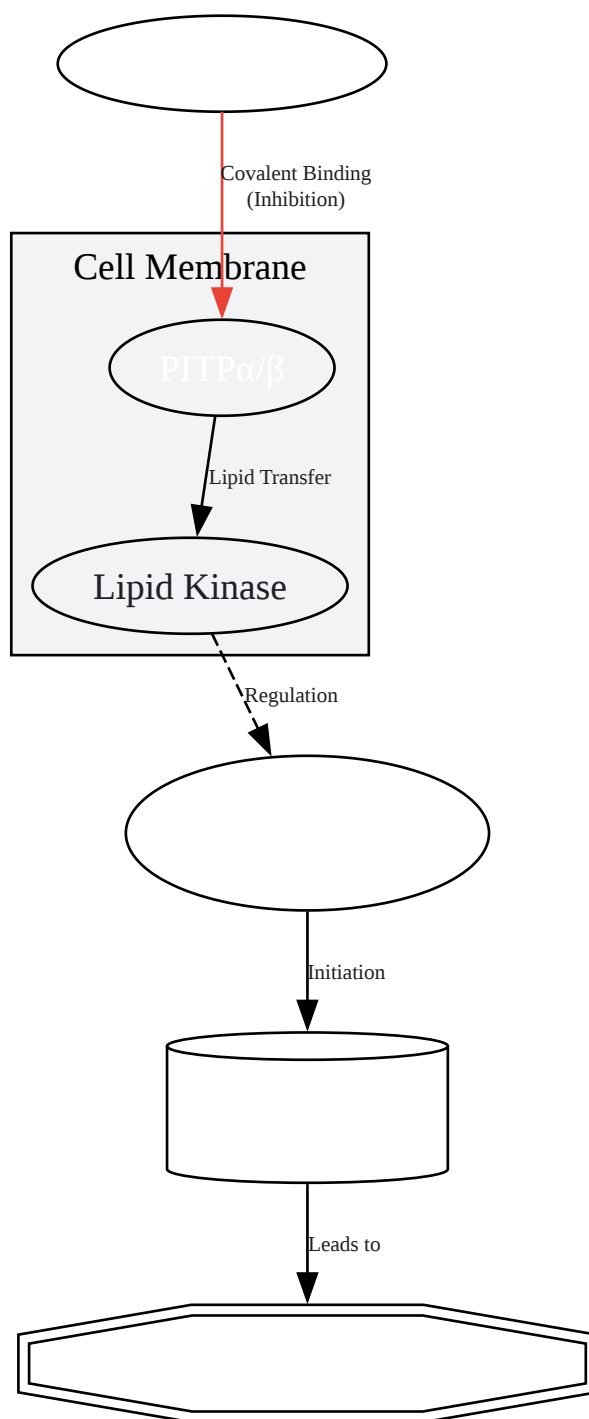 Covalent Binding
(Inhibition)
Cell Membrane
PITPα/β
Lipid Transfer
Lipid Kinase
Regulation
Initiation
Leads to